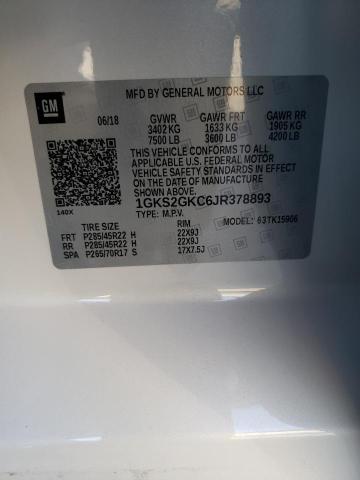 GM
MFD BY GENERAL MOTORS LLC
06/18 GVWR GAWR FRT GAWR RR
3402 KG 1633 KG 1905 KG
7500 LB 3600 LB 4200 LB
THIS VEHICLE CONFORMS TO ALL APPLICABLE
U.S. FEDERAL MOTOR
VEHICLE SAFETY STANDARDS
IN EFFECT ON THE DATE OF
MANUFACTURE SHOWN ABOVE.
1GKS2GKC6JR378893
140X
TYPE: M.P.V. MODEL: 63TK15906
TIRE SIZE RIM
FRT P285/45R22 H 22X9J
RR P285/45R22 H 22X9J
SPA P265/70R17 S 17X7.5J